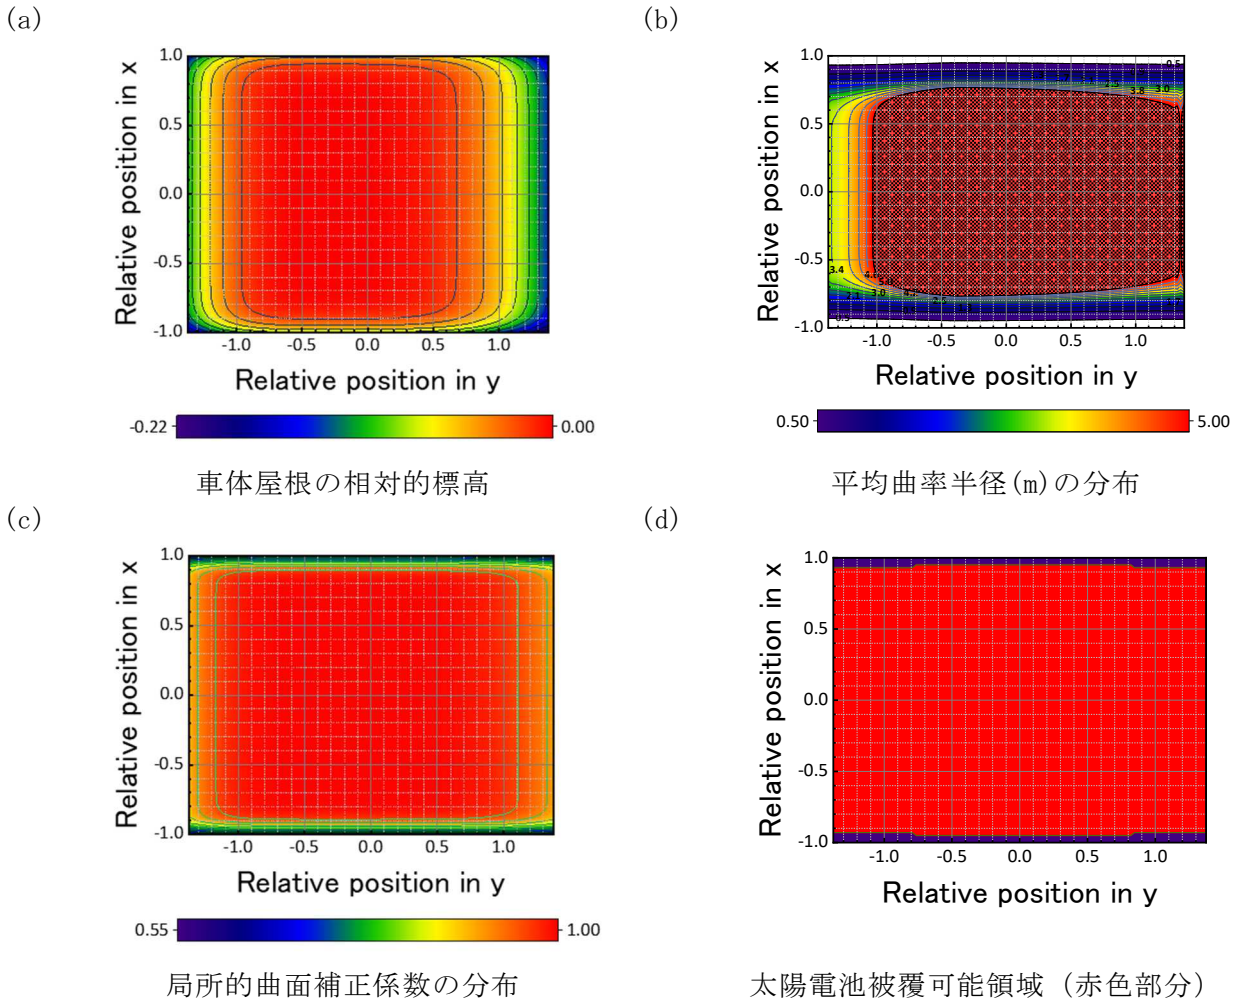 (a)
Relative position in x
1.0
0.5
0.0
-0.5
-1.0
-1.0 -0.5 0.0 0.5 1.0
Relative position in y
-0.22 0.00
車体屋根の相対的標高
(b)
Relative position in x
1.0
0.5
0.0
-0.5
-1.0
0.5
3.0
3.4
3.0
-1.0 -0.5 0.0 0.5 1.0
Relative position in y
0.50 5.00
平均曲率半径(m)の分布
(c)
Relative position in x
1.0
0.5
0.0
-0.5
-1.0
-1.0 -0.5 0.0 0.5 1.0
Relative position in y
0.55 1.00
局所的曲面補正係数の分布
(d)
Relative position in x
1.0
0.5
0.0
-0.5
-1.0
-1.0 -0.5 0.0 0.5 1.0
Relative position in y
太陽電池被覆可能領域（赤色部分）